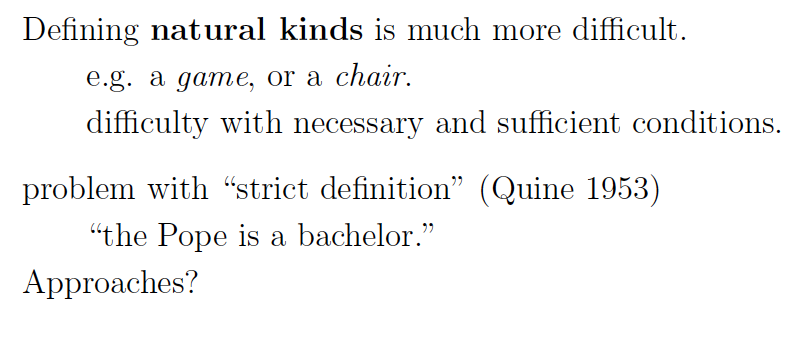 Defining natural kinds is much more difficult.
e.g. a game, or a chair.
difficulty with necessary and sufficient conditions.
problem with “strict definition” (Quine 1953)
“the Pope is a bachelor.”
Approaches?